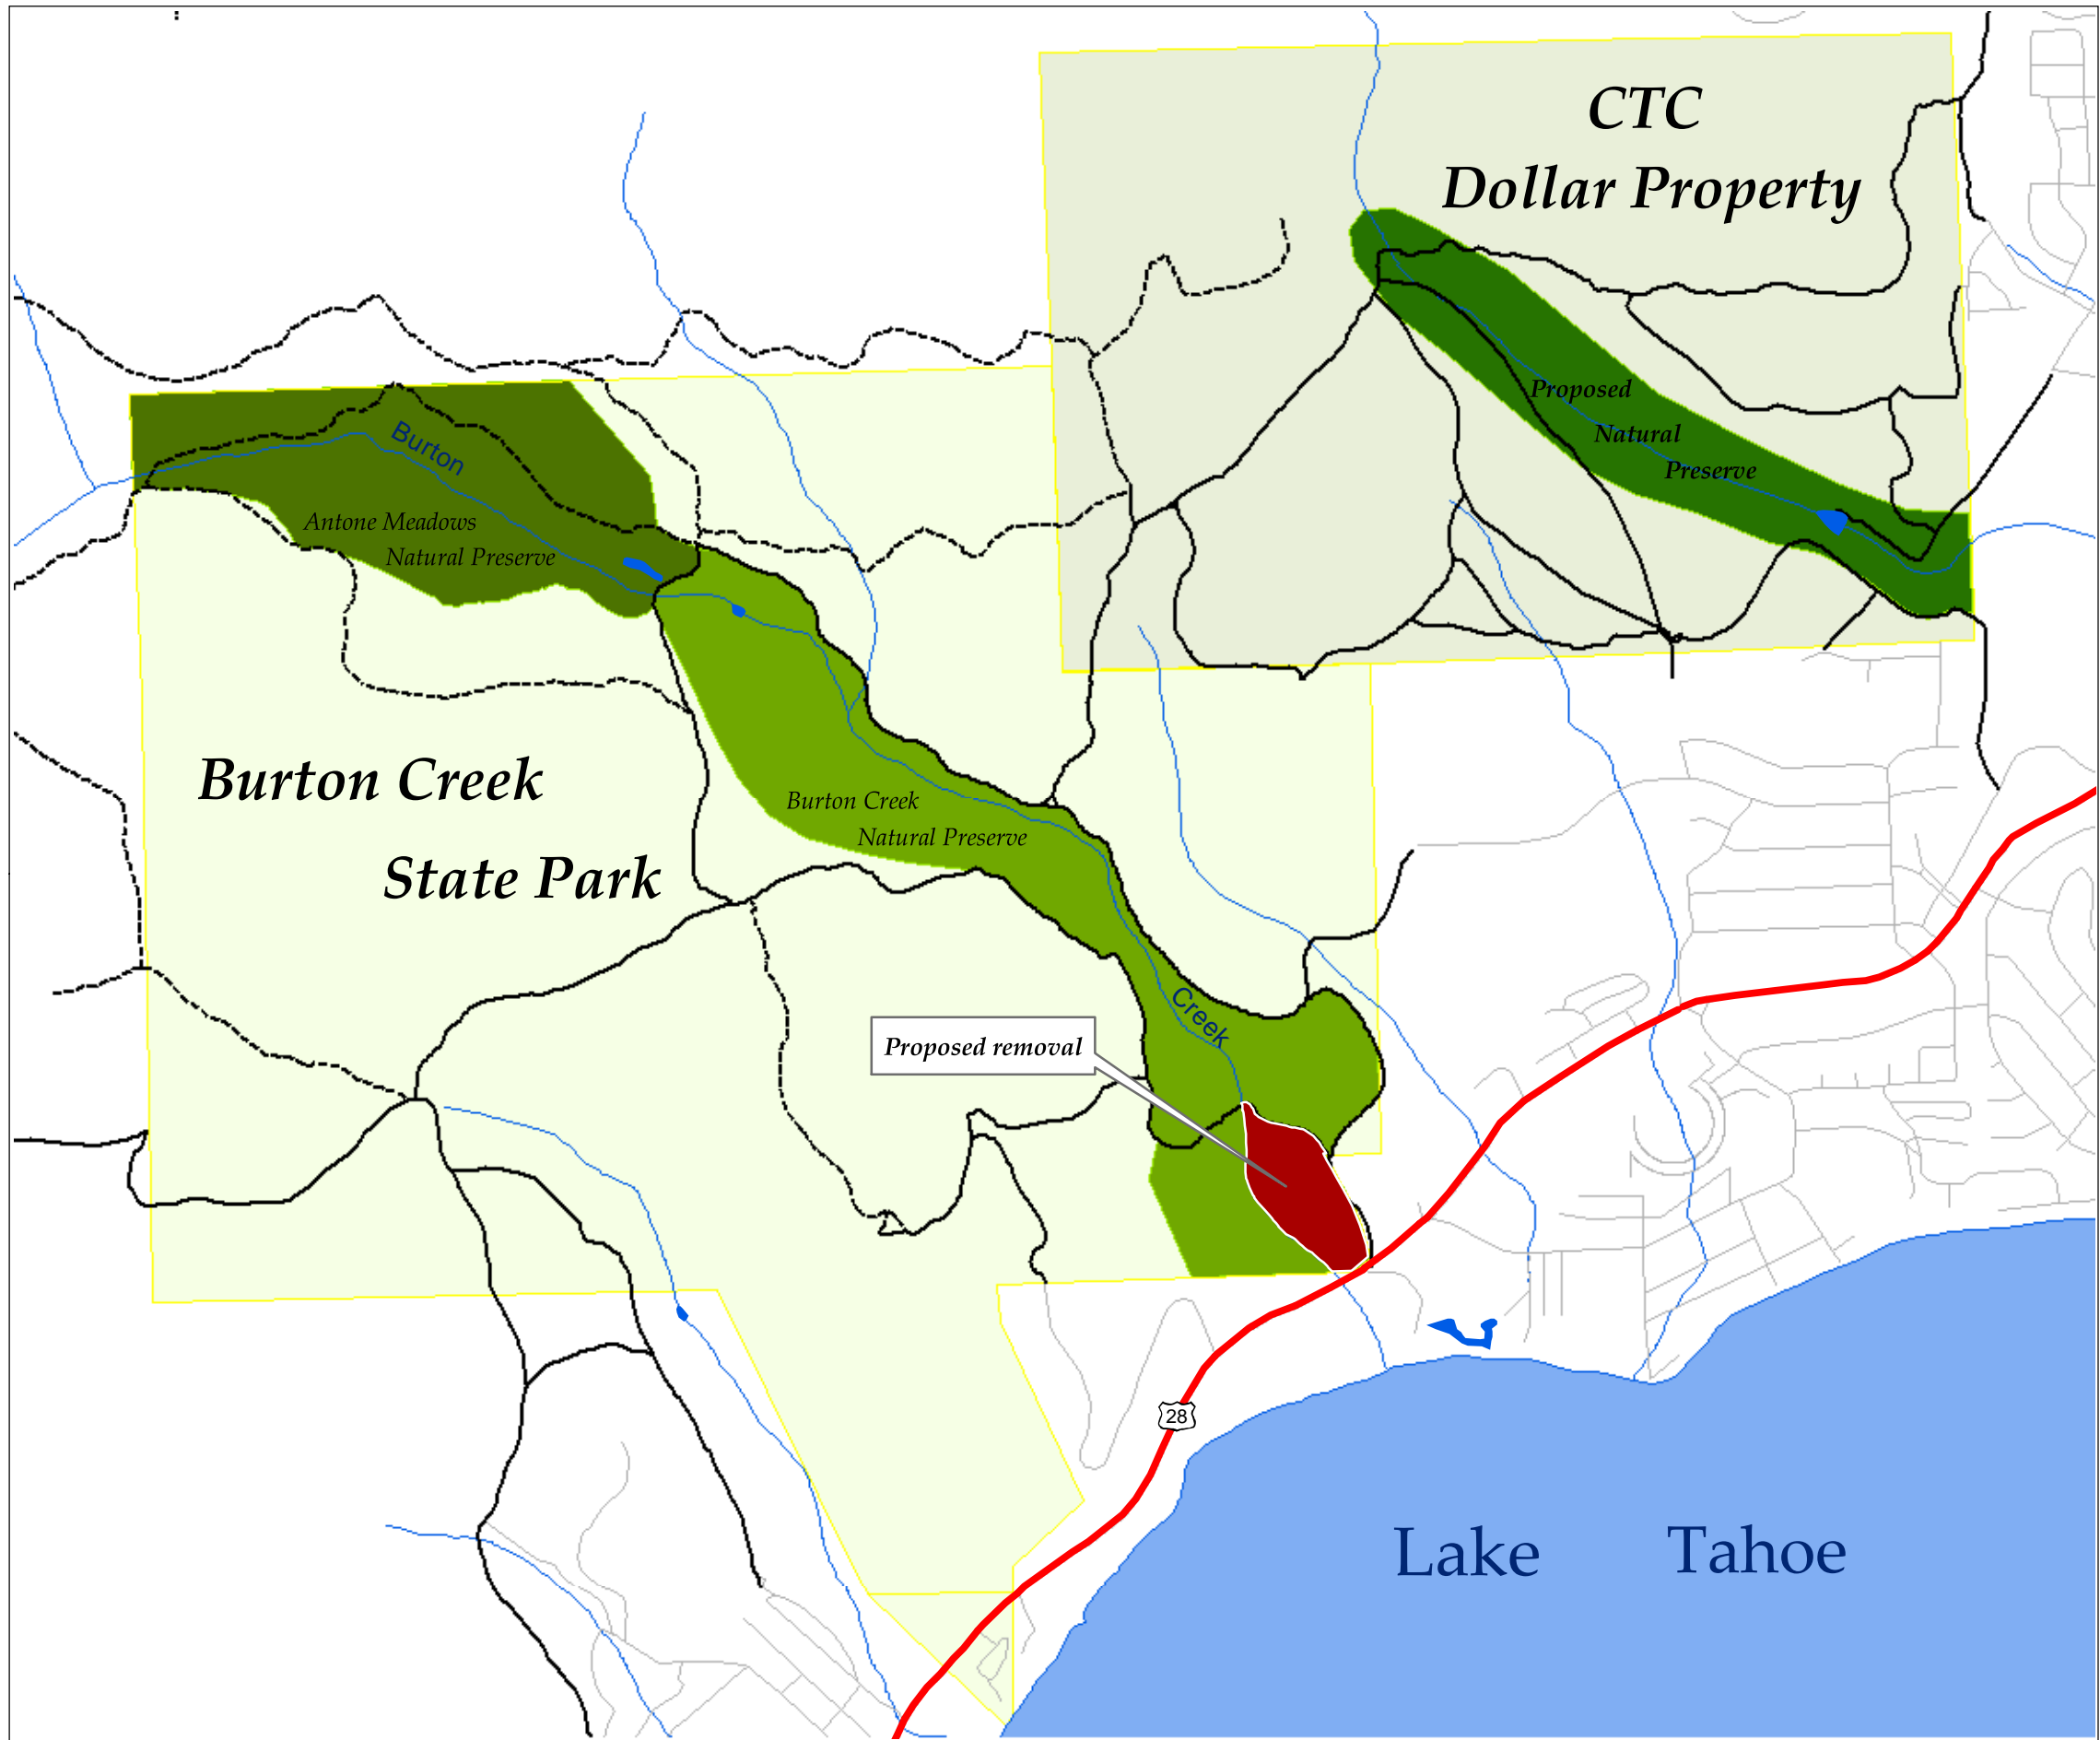 CTC
Dollar Property
Proposed
Natural
Preserve
Burton
Antone Meadows
Natural Preserve
Burton Creek
State Park
Burton Creek
Natural Preserve
Creek
Proposed removal
28
Lake Tahoe